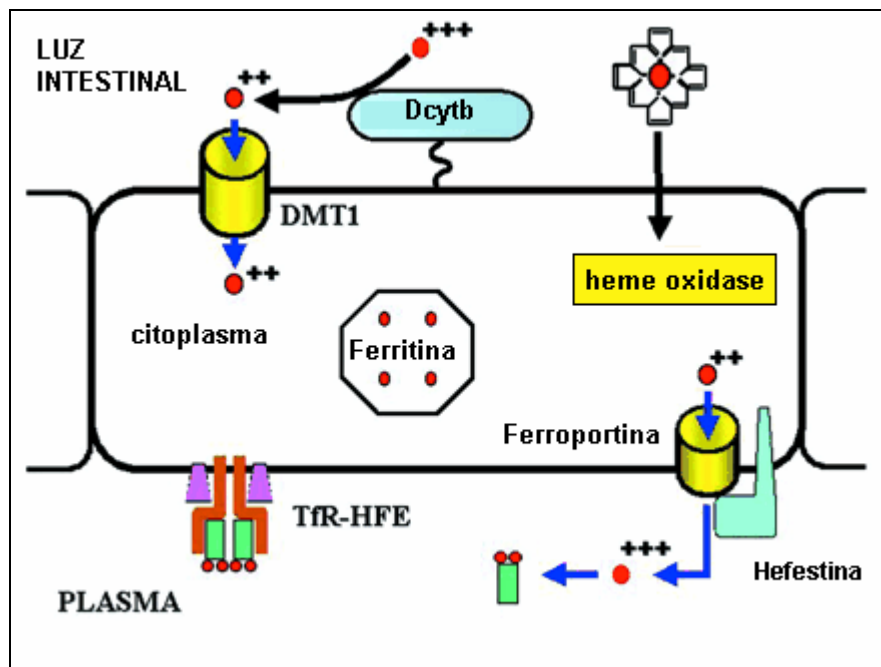 LUZ
INTESTINAL
++
+++
Dcytb
DMT1
++
heme oxidase
citoplasma
Ferritina
++
Ferroportina
TfR-HFE
+++
Hefestina
PLASMA